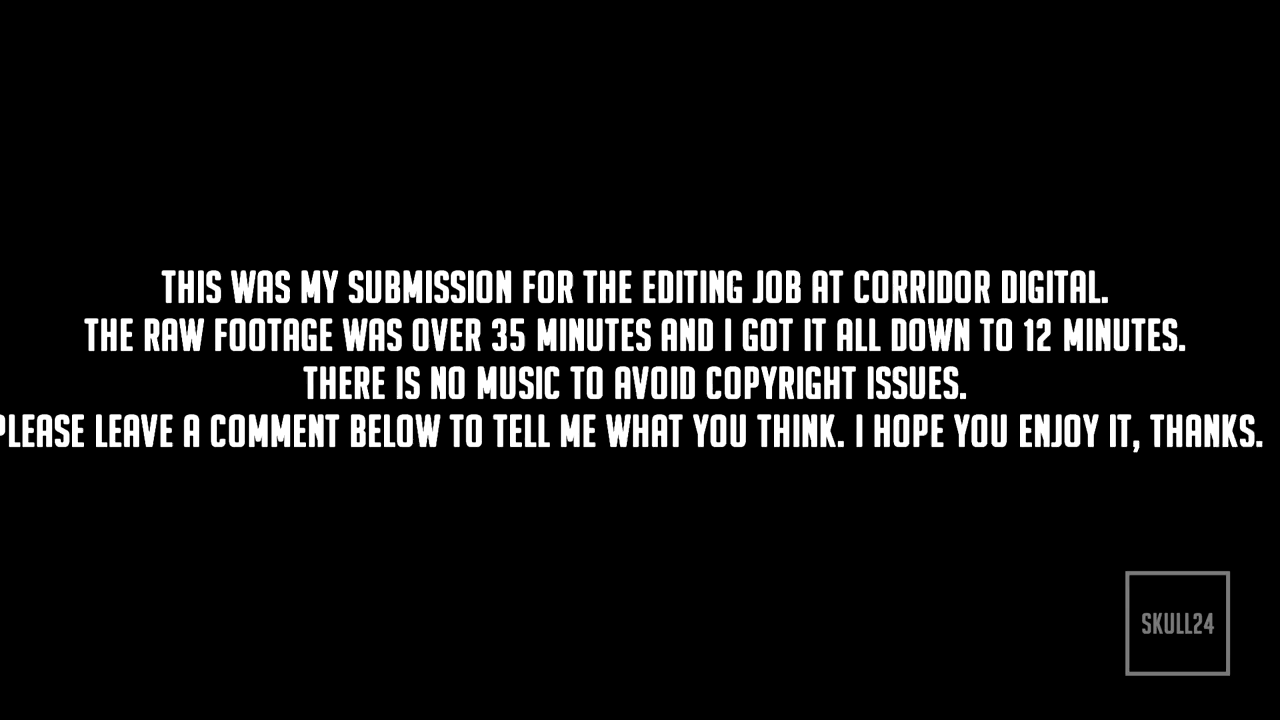 THIS WAS MY SUBMISSION FOR THE EDITING JOB AT CORRIDOR DIGITAL.
THE RAW FOOTAGE WAS OVER 35 MINUTES AND I GOT IT ALL DOWN TO 12 MINUTES.
THERE IS NO MUSIC TO AVOID COPYRIGHT ISSUES.
PLEASE LEAVE A COMMENT BELOW TO TELL ME WHAT YOU THINK. I HOPE YOU ENJOY IT, THANKS.
SKULL24